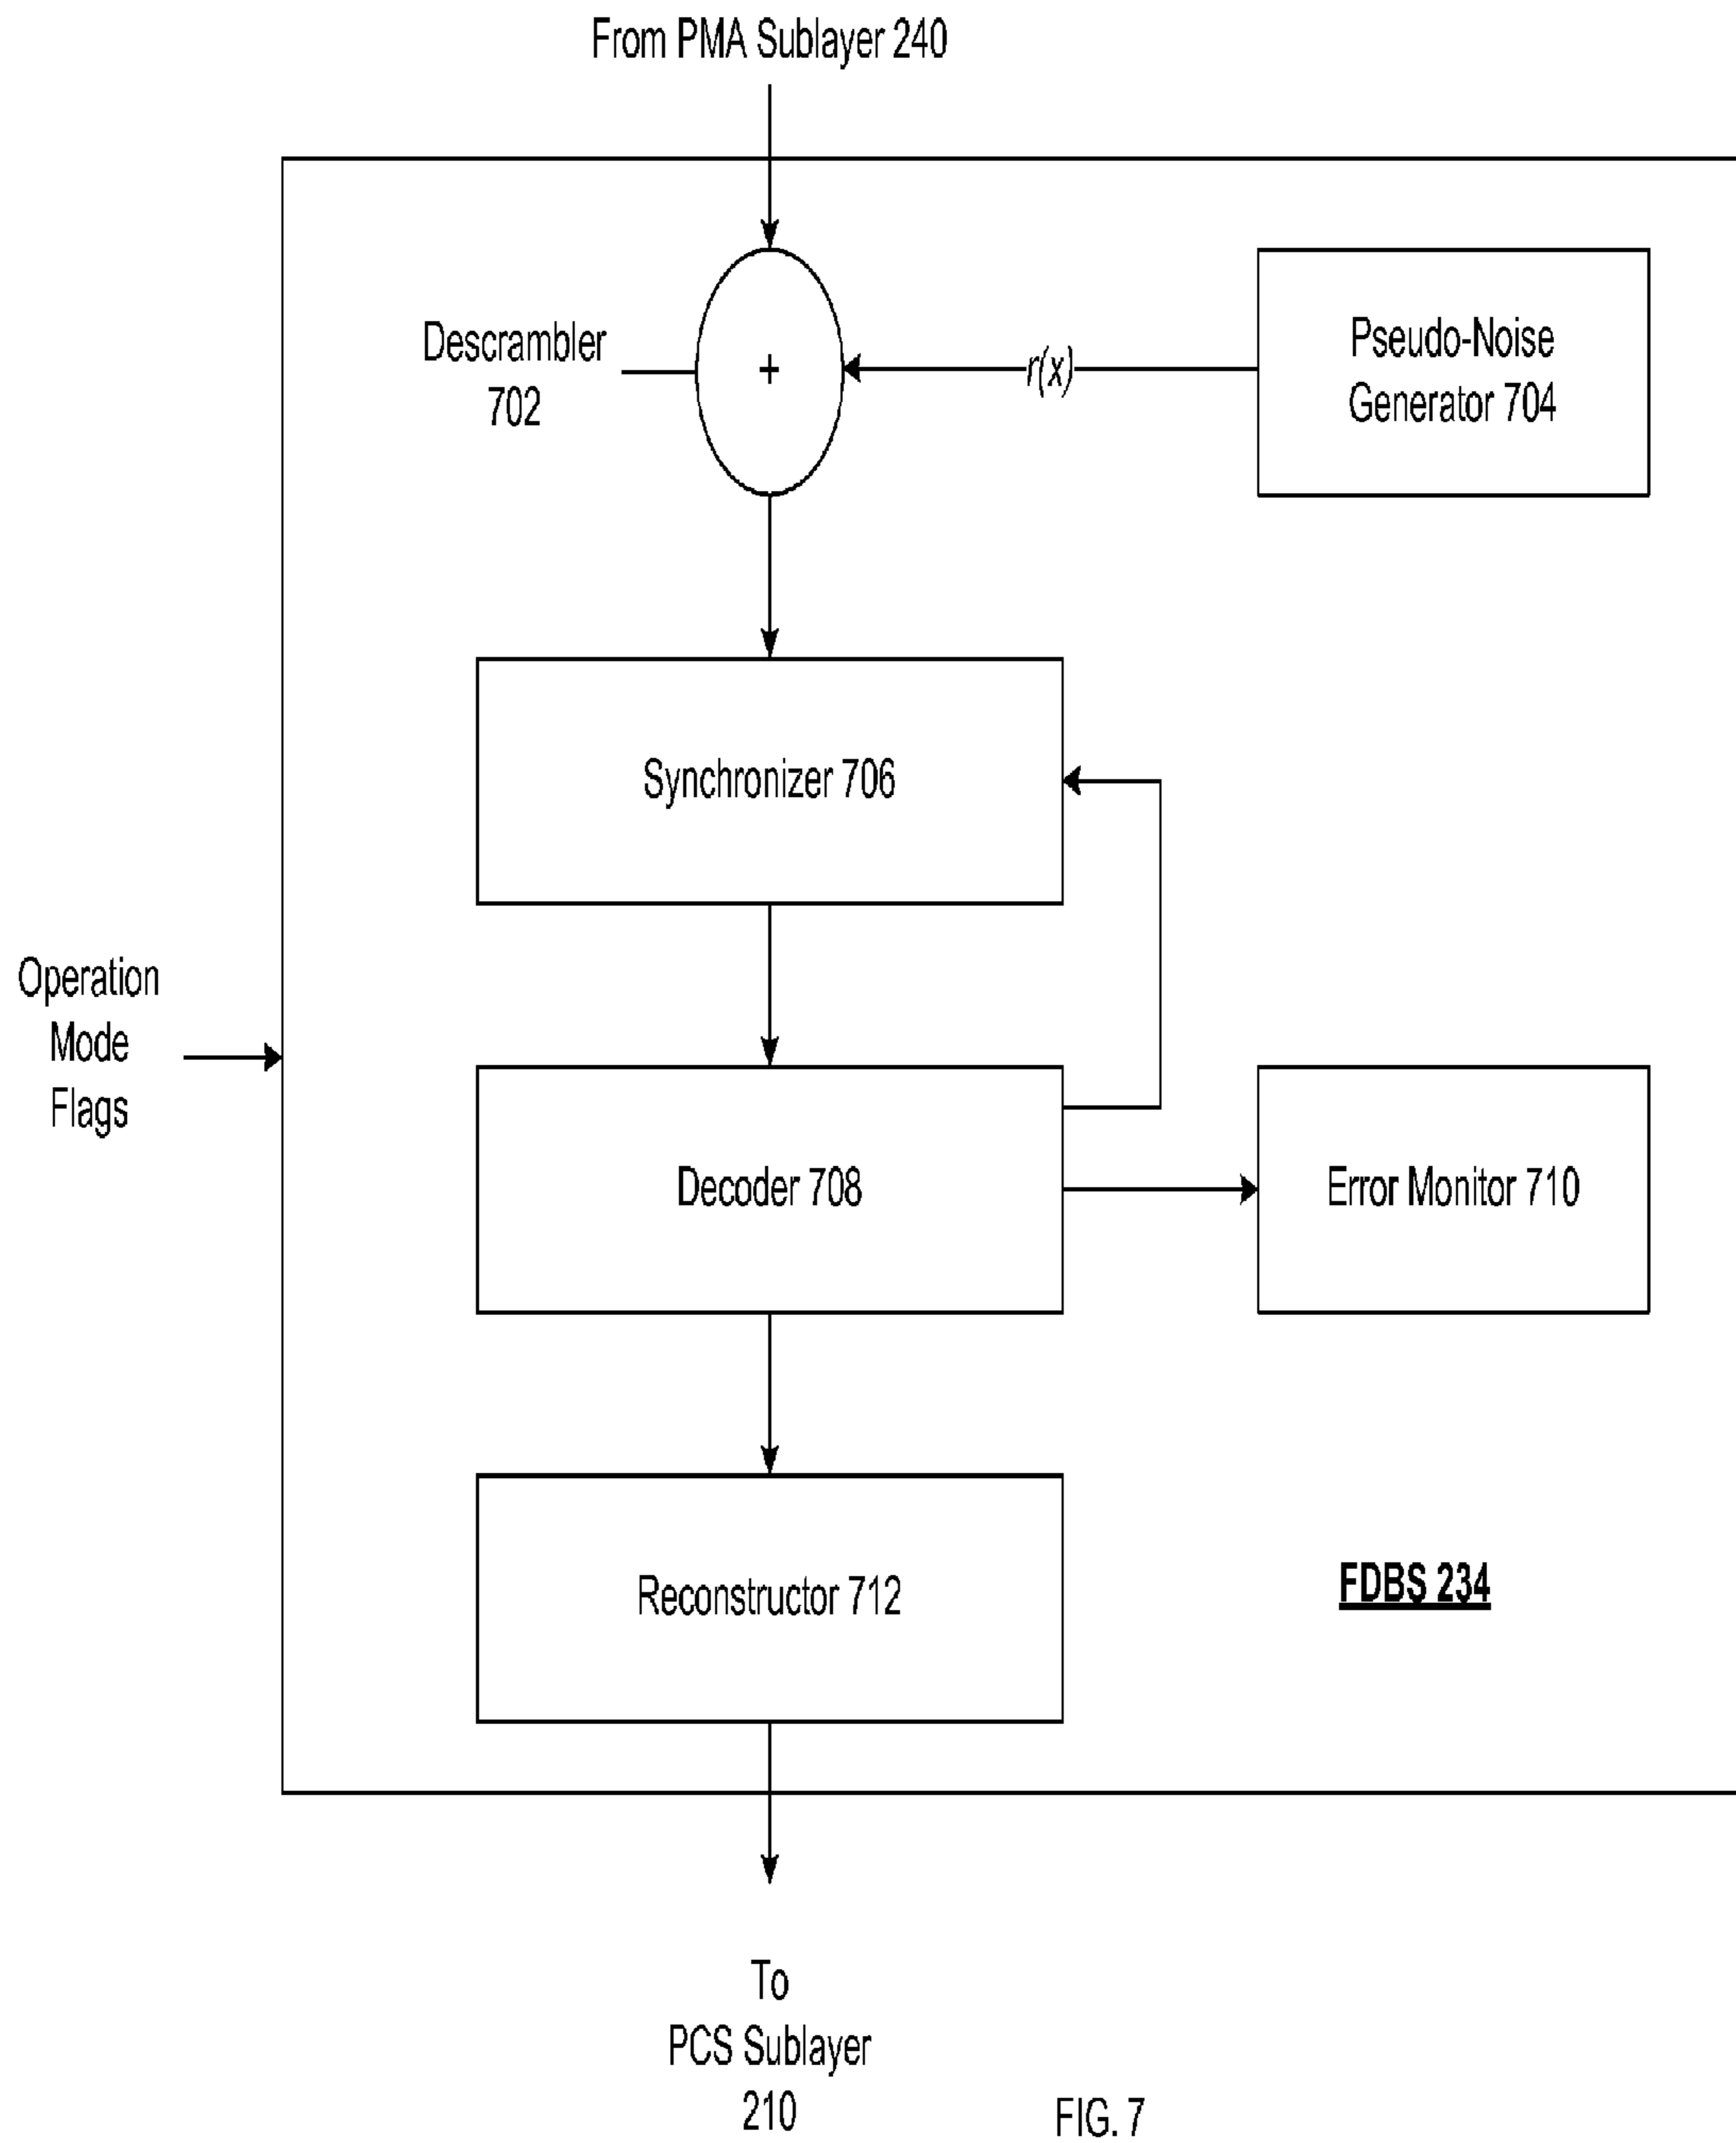 From PMA Sublayer 240
Descrambler
702
+
r(x)
Pseudo-Noise
Generator 704
Synchronizer 706
Operation
Mode
Flags
Decoder 708
Error Monitor 710
Reconstructor 712
FDBS 234
To
PCS Sublayer
210
FIG. 7